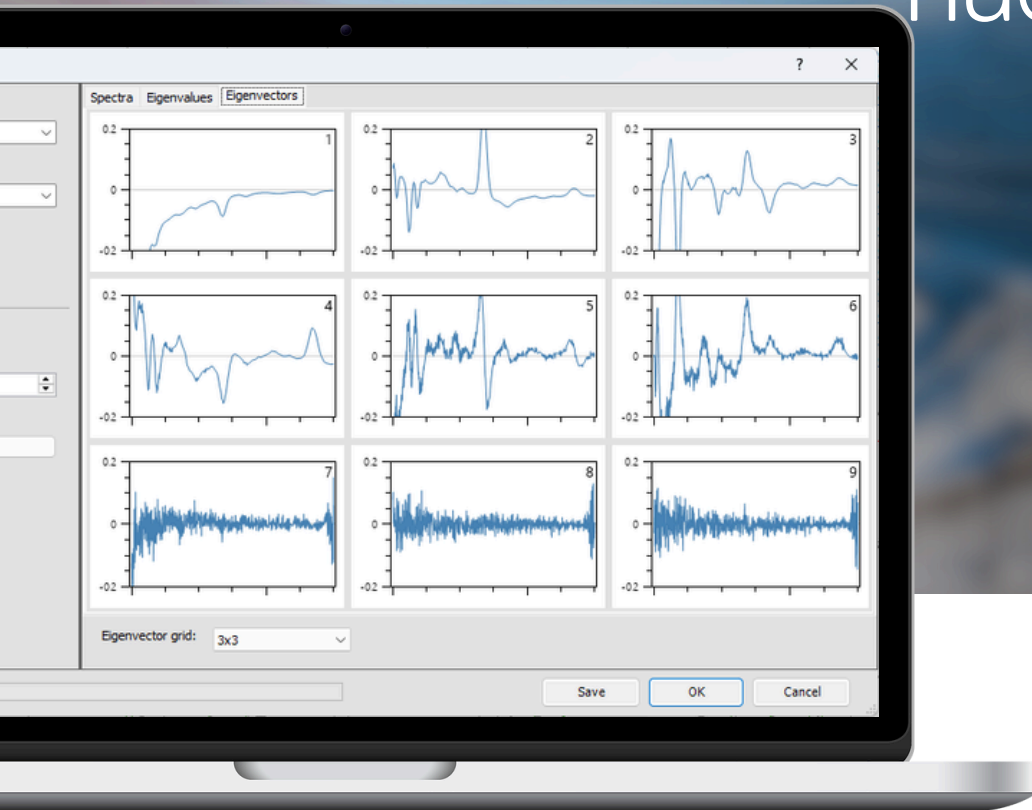 ?
Spectra Eigenvalues Eigenvectors
0.2 0 -0.2 1
0.2 0 -0.2 2
0.2 0 -0.2 3
0.2 0 -0.2 4
0.2 0 -0.2 5
0.2 0 -0.2 6
0.2 0 -0.2 7
0.2 0 -0.2 8
0.2 0 -0.2 9
Eigenvector grid: 3x3
Save OK Cancel